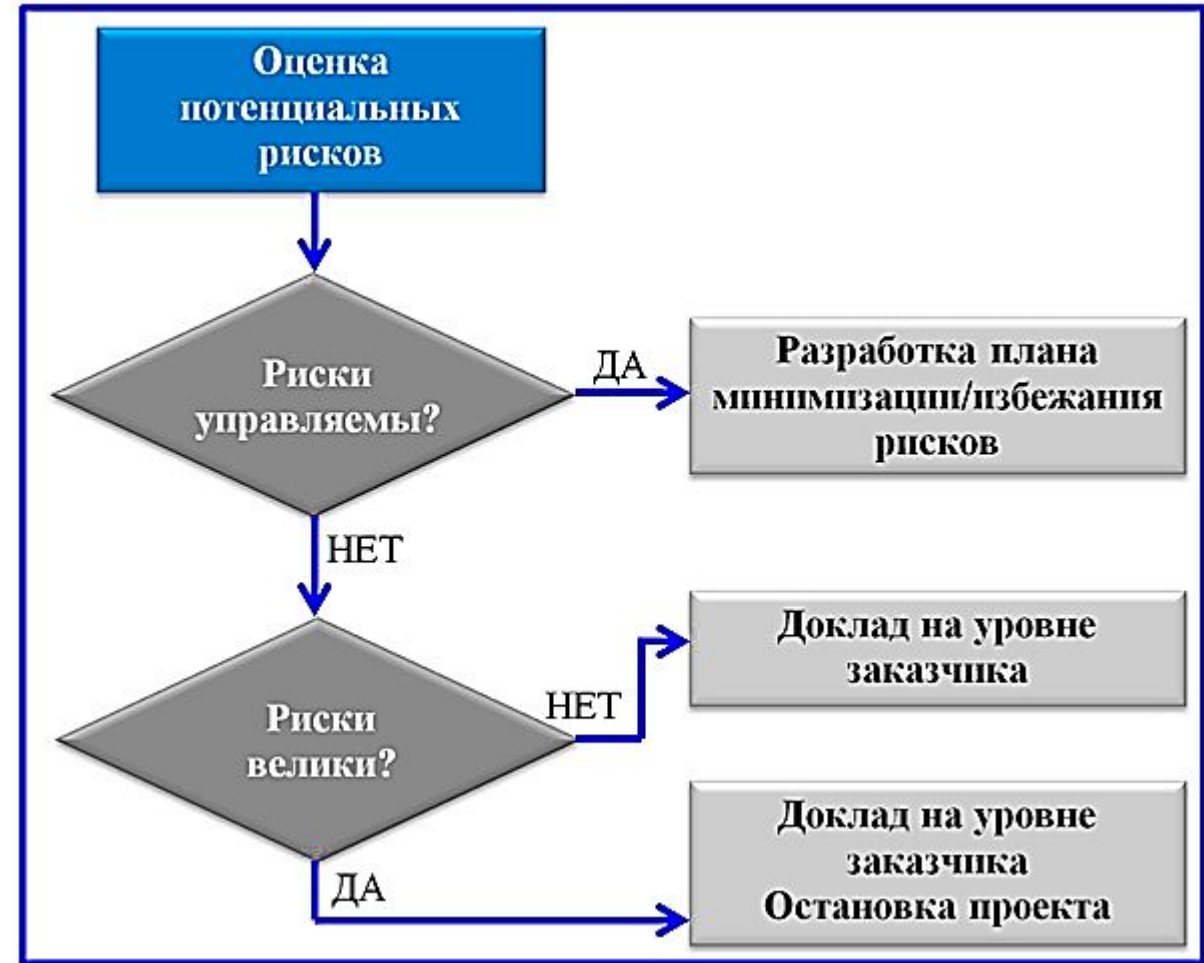 Оценка
потенциальных
рисков
Риски
управляемы?
ДА
Разработка плана
минимизации/избежания
рисков
НЕТ
Риски
велики?
НЕТ
Доклад на уровне
заказчика
ДА
Доклад на уровне
заказчика
Остановка проекта